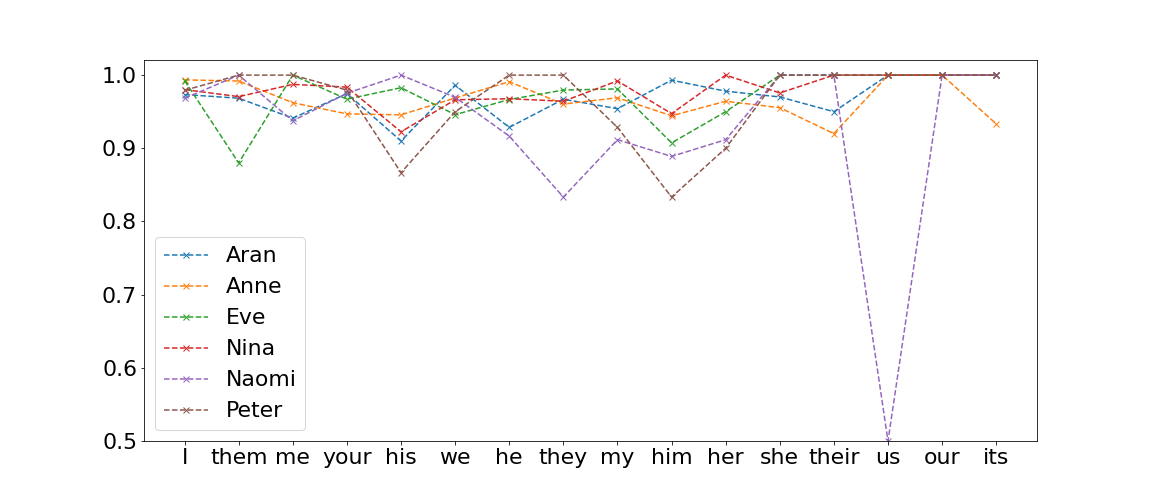 1.0
0.9
0.8
0.7
0.6
0.5
Aran
Anne
Eve
Nina
Naomi
Peter
I them me your his we he they my him her she their us our its